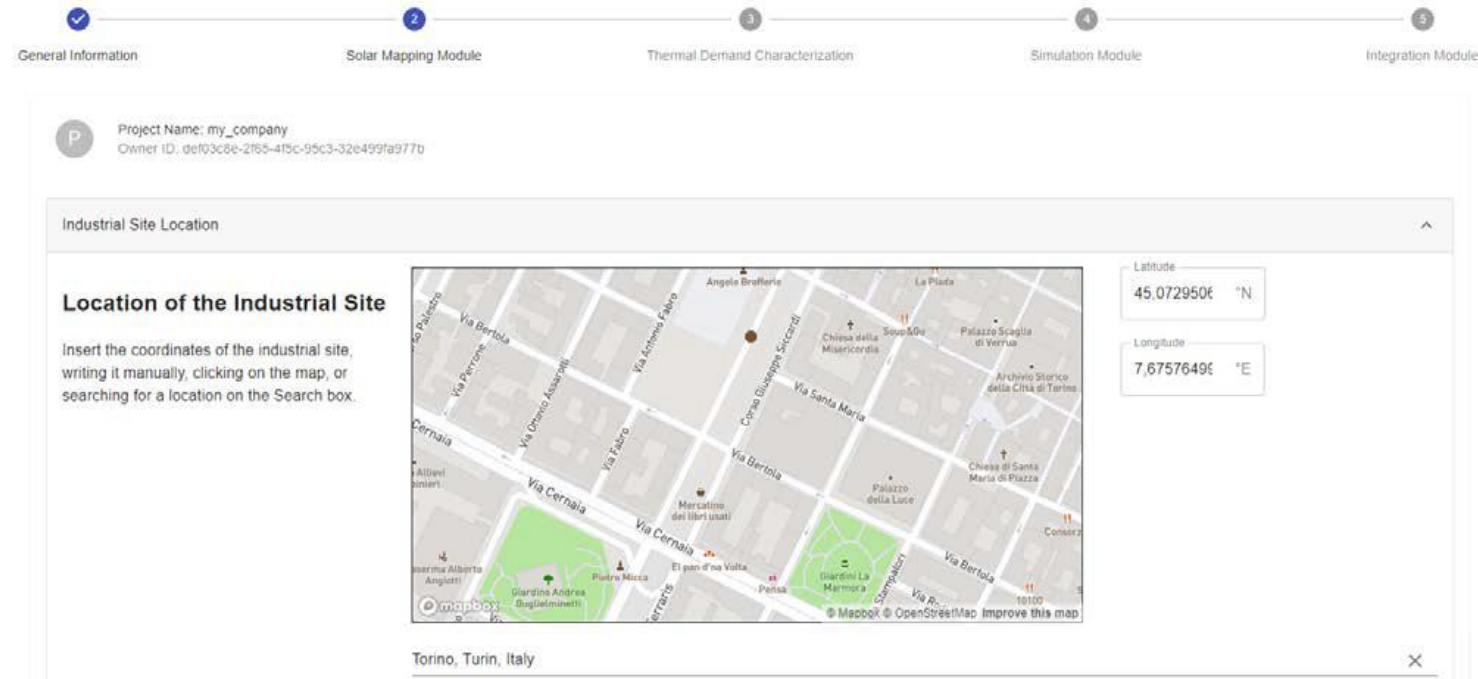 2 3 4 5
General Information Solar Mapping Module Thermal Demand Characterization Simulation Module Integration Module
P
Project Name: my_company
Owner ID: def03c8e-2f65-4f5c-95c3-32e499fa977b
Industrial Site Location
Location of the Industrial Site
Insert the coordinates of the industrial site,
writing it manually, clicking on the map, or
searching for a location on the Search box.
Angelo Brofferio
La Piada
Via Antonio Fabro
Via Bertola
Via Perrone
Via Ottavio Assarotti
Corso Giuseppe Siccardi
Chiesa della
Misericordia
Soup&Go
Palazzo Scaglia
di Verrua
Archivio Storico
della Città di Torino
Via Santa Maria
Cernaia
Via Fabro
Via Bertola
Chiesa di Santa
Maria di Piazza
Palazzo
della Luce
Via Cernaia
Mercatino
dei libri usati
Via Cernaia
Consorz
El pan d'na Volta
Pietro Micca
Pensa
Giardini La
Marmora
Via Bertola
10100
Stampatori
Angiotti
Giardino Andrea
Guglielminetti
mapbox
© Mapbox © OpenStreetMap Improve this map
Latitude
45,0729506 °N
Longitude
7,67576499 °E
Torino, Turin, Italy